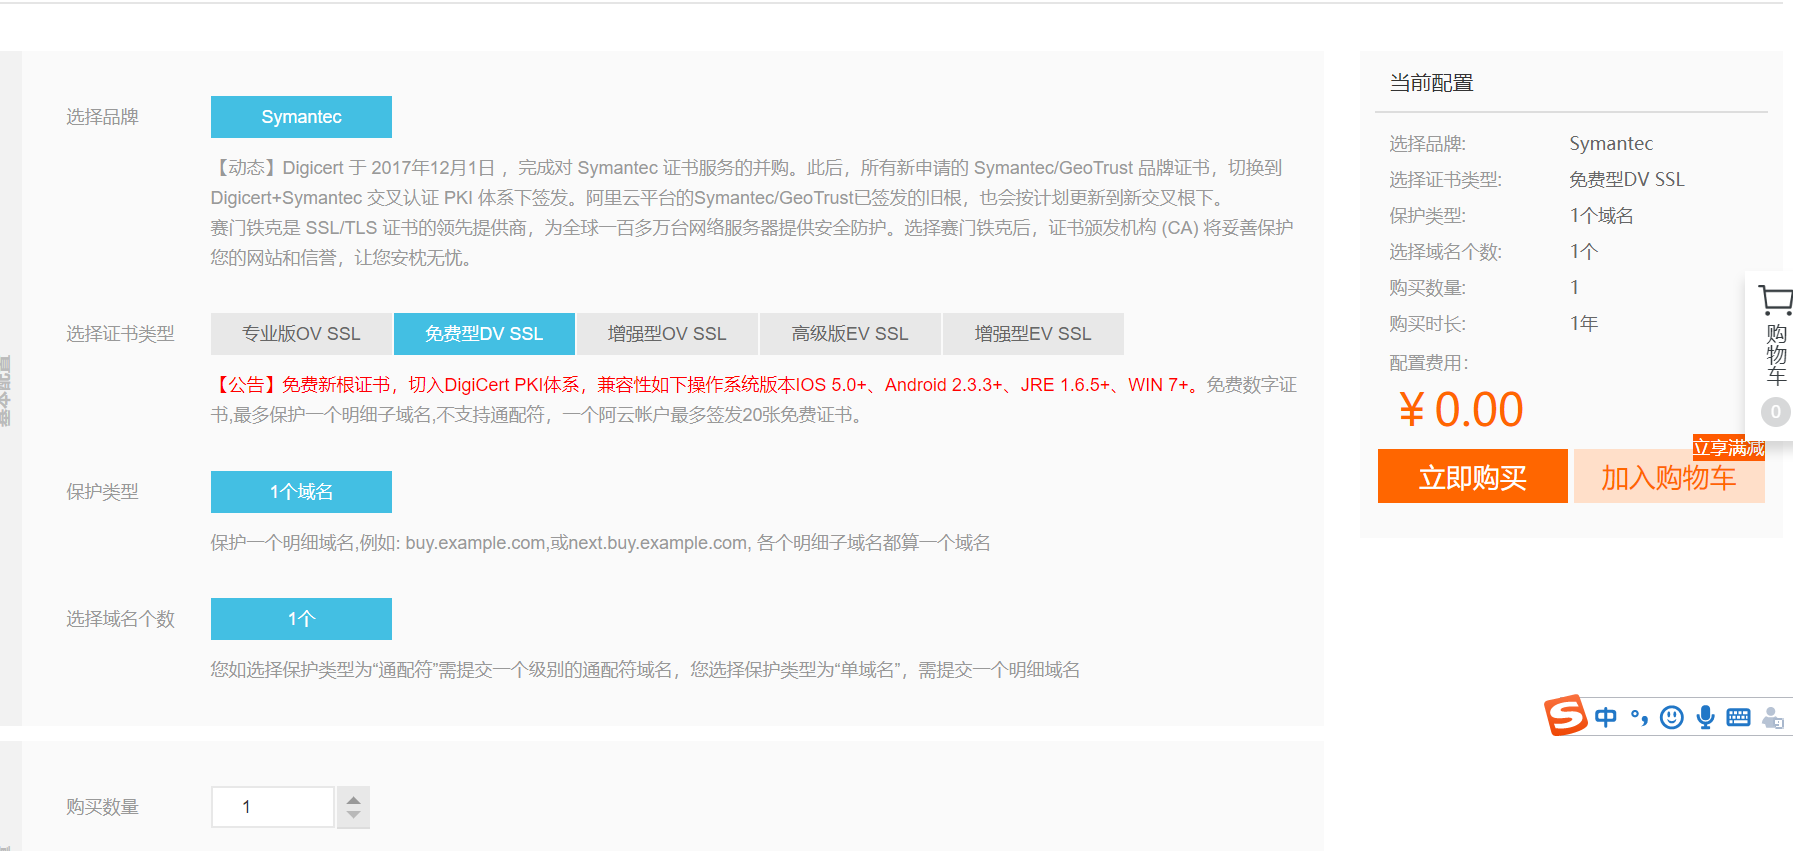 选择品牌
Symantec
【动态】Digicert 于 2017年12月1日 ，完成对 Symantec 证书服务的并购。此后，所有新申请的 Symantec/GeoTrust 品牌证书，切换到
Digicert+Symantec 交叉认证 PKI 体系下签发。阿里云平台的Symantec/GeoTrust已签发的旧根，也会按计划更新到新交叉根下。
赛门铁克是 SSL/TLS 证书的领先提供商，为全球一百多万台网络服务器提供安全防护。选择赛门铁克后，证书颁发机构 (CA) 将妥善保护
您的网站和信誉，让您安枕无忧。
选择证书类型
专业版OV SSL
免费型DV SSL
增强型OV SSL
高级版EV SSL
增强型EV SSL
【公告】免费新根证书，切入DigiCert PKI体系，兼容性如下操作系统版本IOS 5.0+、Android 2.3.3+、JRE 1.6.5+、WIN 7+。免费数字证
书,最多保护一个明细子域名,不支持通配符，一个阿云帐户最多签发20张免费证书。
保护类型
1个域名
保护一个明细域名,例如: buy.example.com,或next.buy.example.com, 各个明细子域名都算一个域名
选择域名个数
1个
您如选择保护类型为“通配符”需提交一个级别的通配符域名，您选择保护类型为“单域名”，需提交一个明细域名
购买数量
1
当前配置
选择品牌: Symantec
选择证书类型: 免费型DV SSL
保护类型: 1个域名
选择域名个数: 1个
购买数量: 1
购买时长: 1年
配置费用:
¥ 0.00
立享满减
立即购买
加入购物车
购物车
0
中